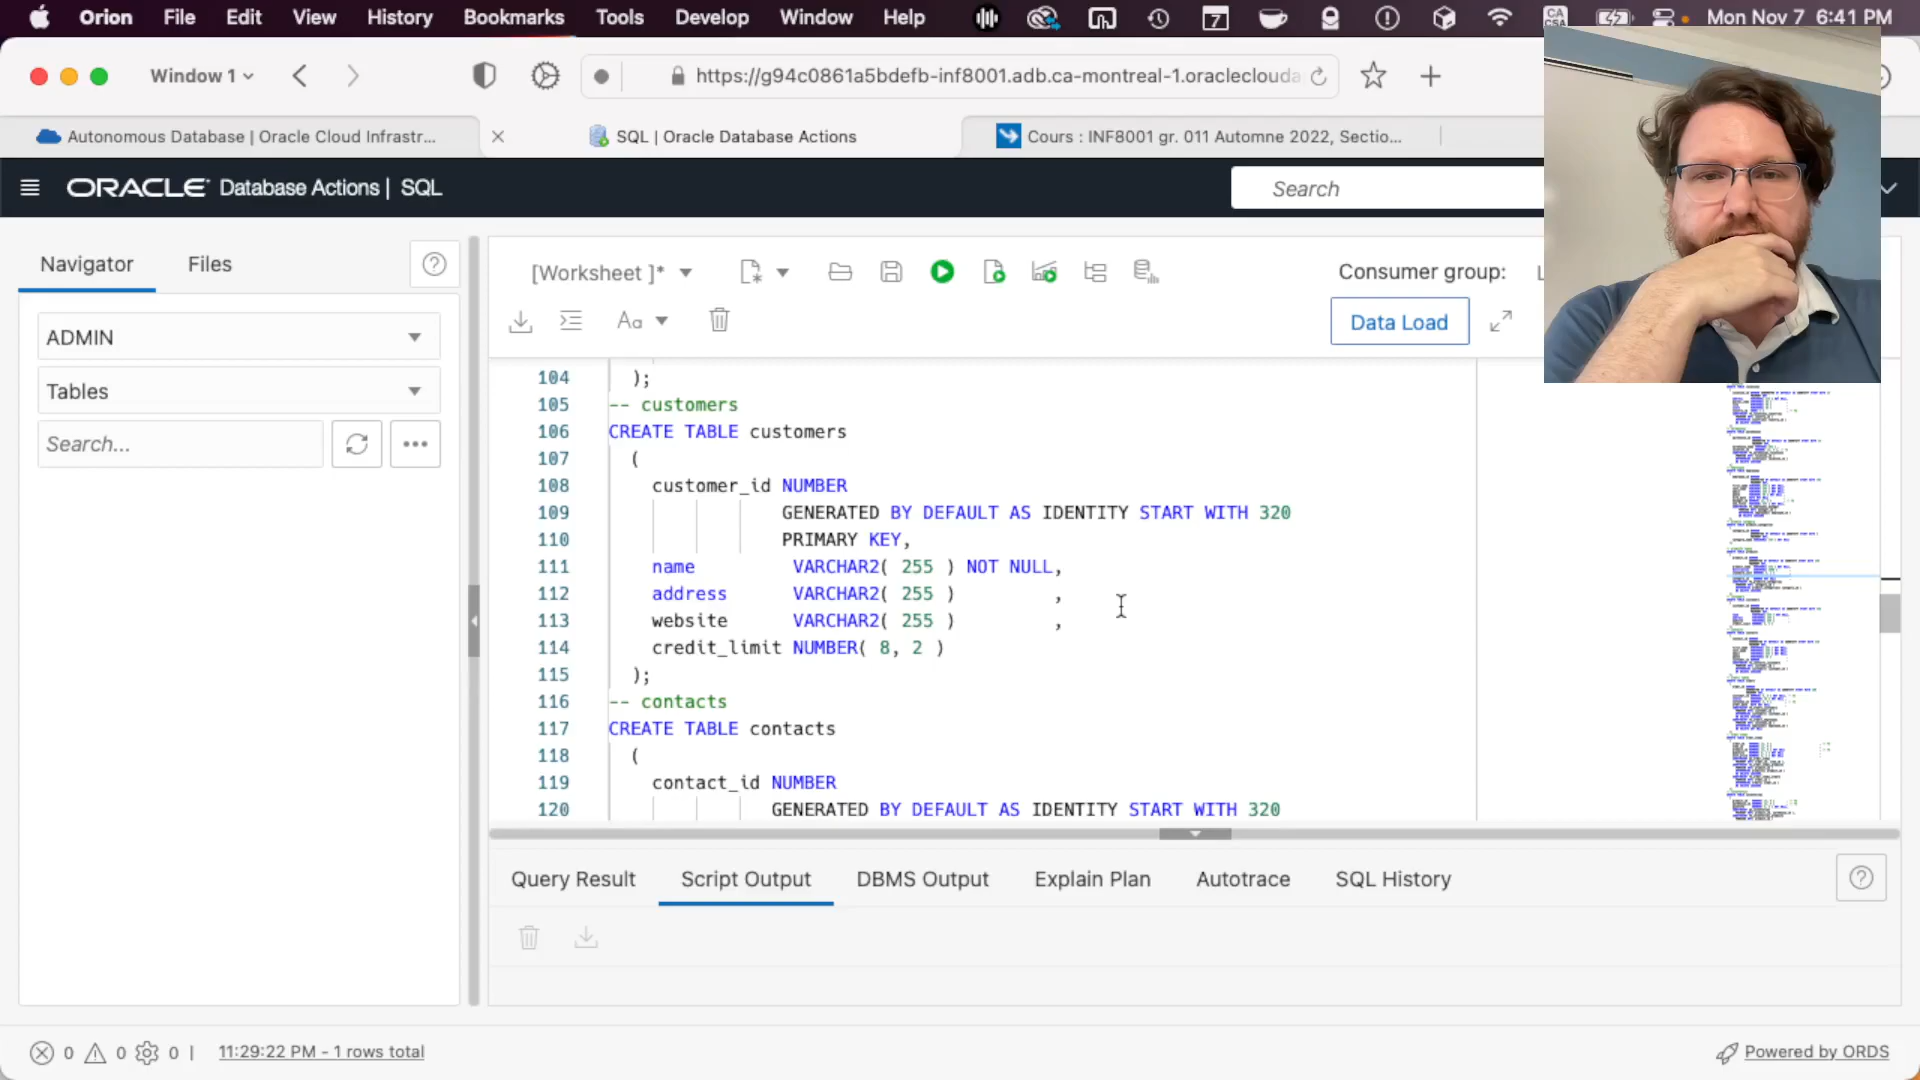 Orion File Edit View History Bookmarks Tools Develop Window Help 7 CA CSA Mon Nov 7 6:41 PM
Window 1 https://g94c0861a5bdefb-inf8001.adb.ca-montreal-1.oracleclouda
Autonomous Database | Oracle Cloud Infrastr... SQL | Oracle Database Actions Cours : INF8001 gr. 011 Automne 2022, Sectio...
ORACLE Database Actions | SQL Search
Navigator Files
[Worksheet ]* Consumer group:
Aa Data Load
ADMIN
Tables
Search...
104 );
105 -- customers
106 CREATE TABLE customers
107 (
108 customer_id NUMBER
109 GENERATED BY DEFAULT AS IDENTITY START WITH 320
110 PRIMARY KEY,
111 name VARCHAR2( 255 ) NOT NULL,
112 address VARCHAR2( 255 ) ,
113 website VARCHAR2( 255 ) ,
114 credit_limit NUMBER( 8, 2 )
115 );
116 -- contacts
117 CREATE TABLE contacts
118 (
119 contact_id NUMBER
120 GENERATED BY DEFAULT AS IDENTITY START WITH 320
Query Result Script Output DBMS Output Explain Plan Autotrace SQL History
0 0 0 | 11:29:22 PM - 1 rows total Powered by ORDS